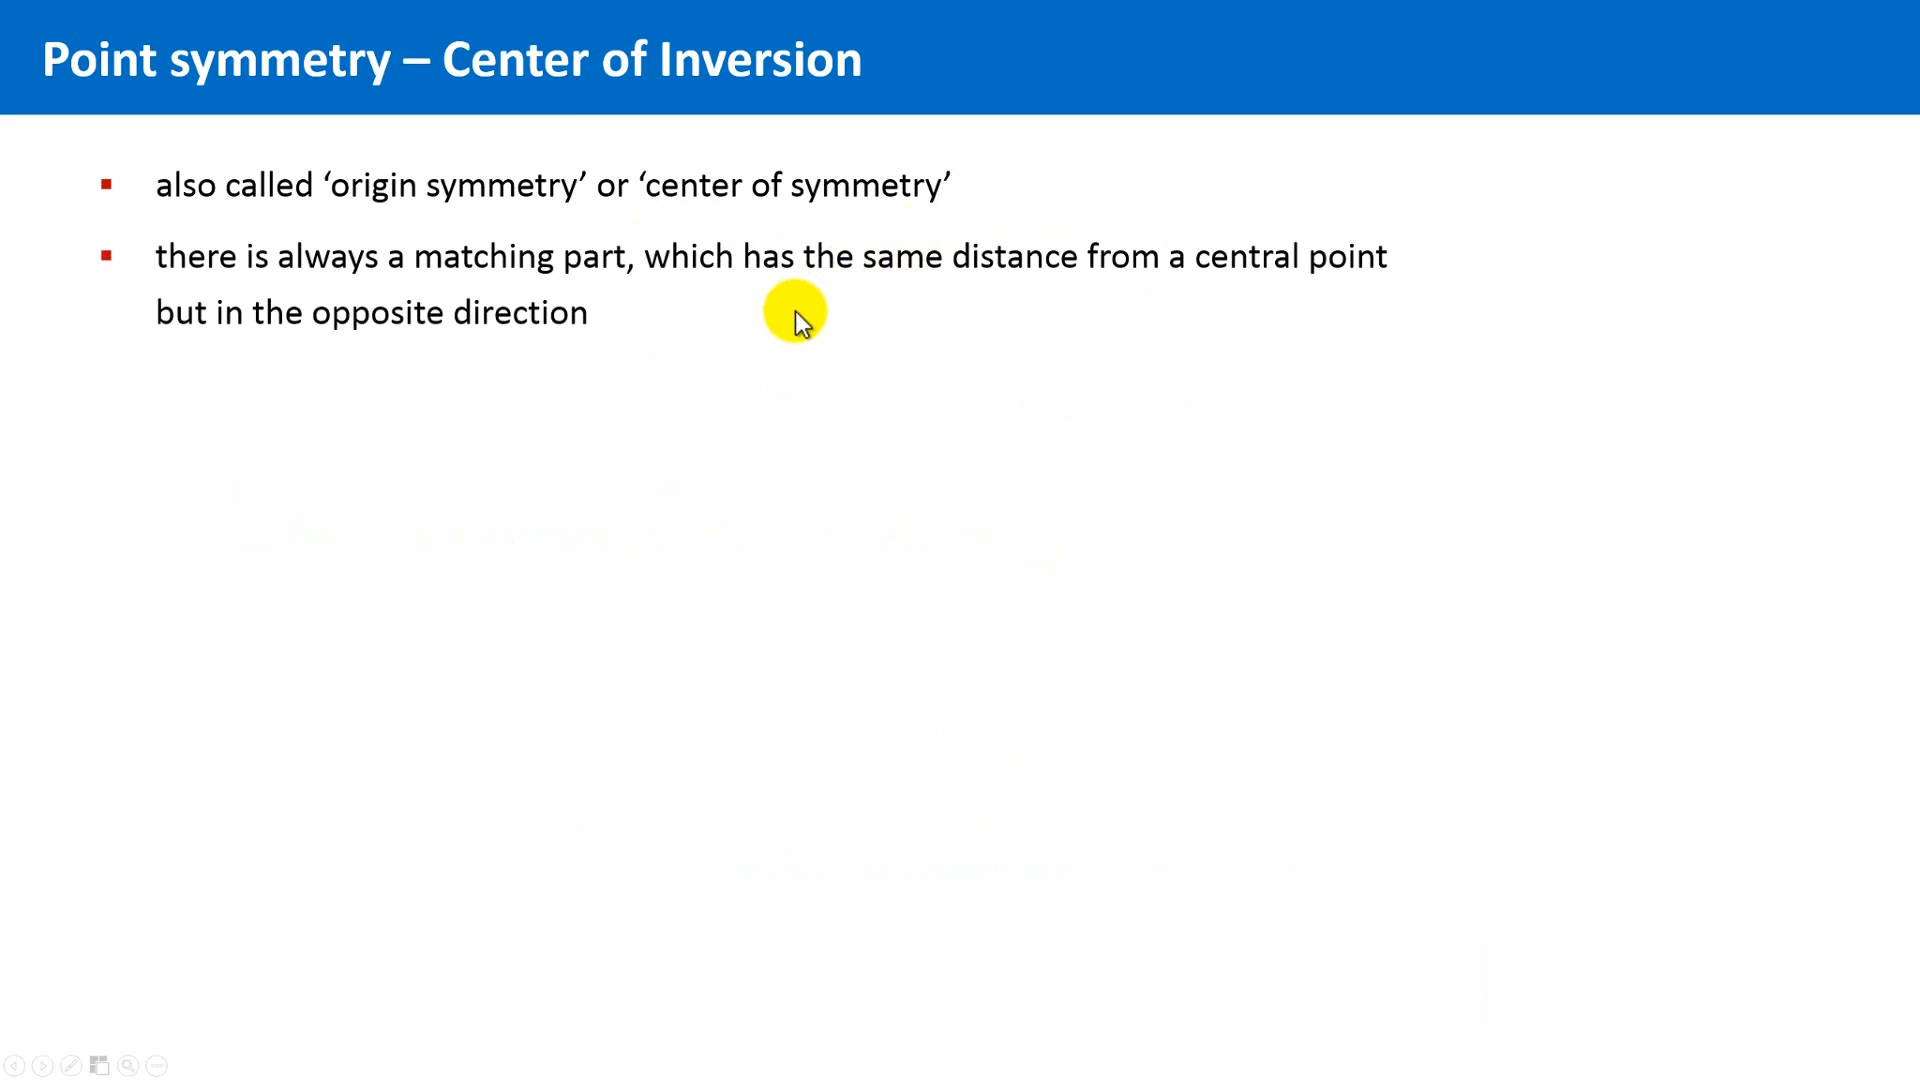 Point symmetry – Center of Inversion
also called ‘origin symmetry’ or ‘center of symmetry’
there is always a matching part, which has the same distance from a central point
but in the opposite direction